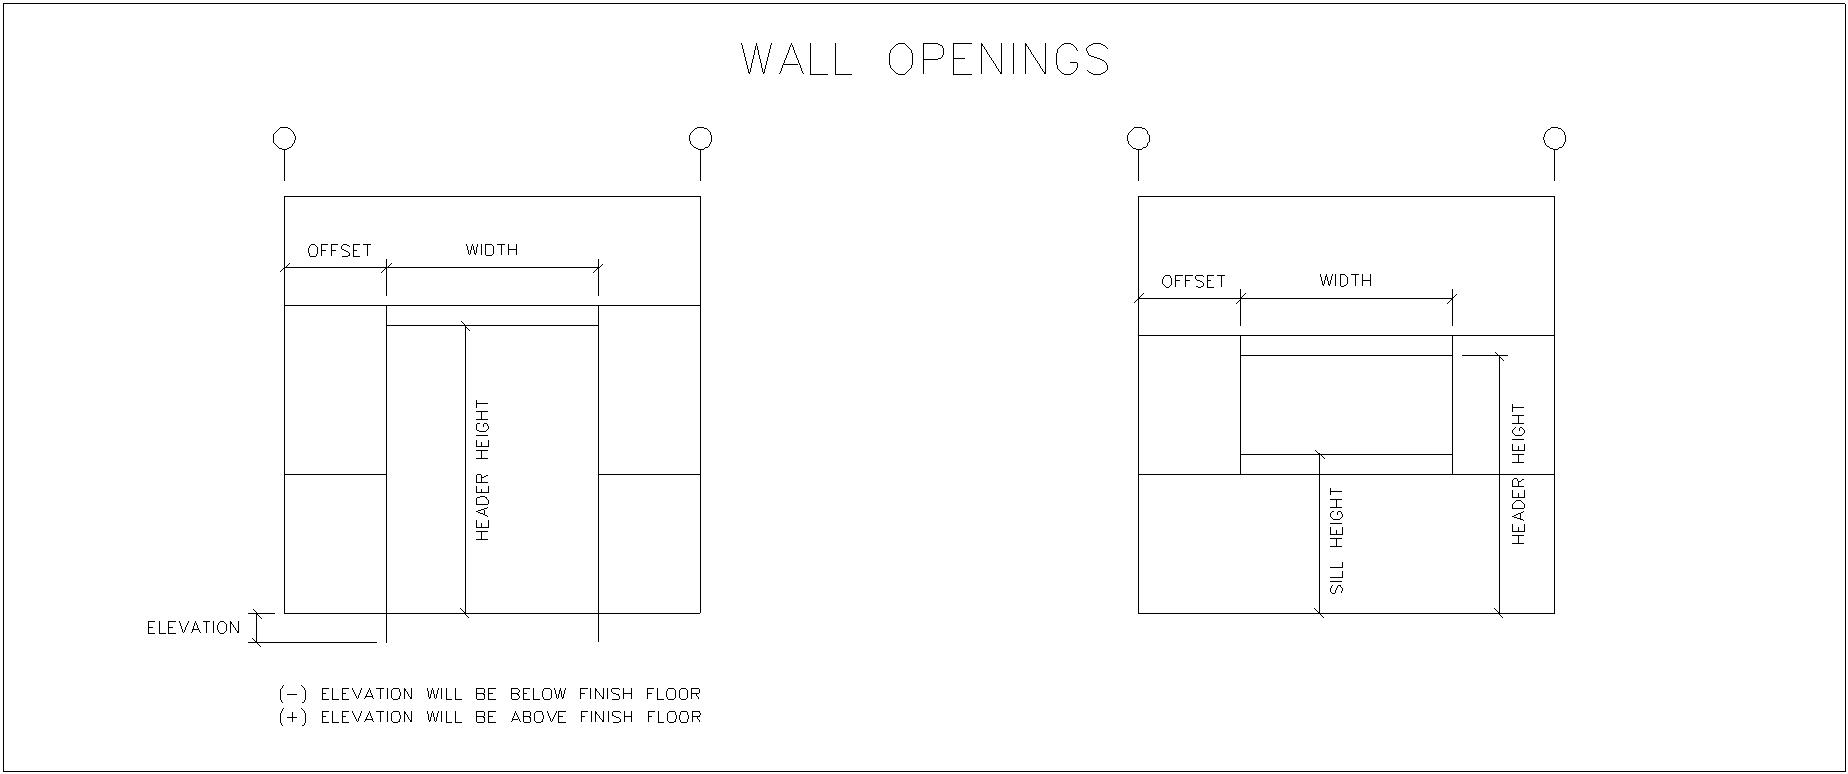 WALL OPENINGS
OFFSET
WIDTH
HEADER HEIGHT
ELEVATION
(-) ELEVATION WILL BE BELOW FINISH FLOOR
(+) ELEVATION WILL BE ABOVE FINISH FLOOR
OFFSET
WIDTH
SILL HEIGHT
HEADER HEIGHT